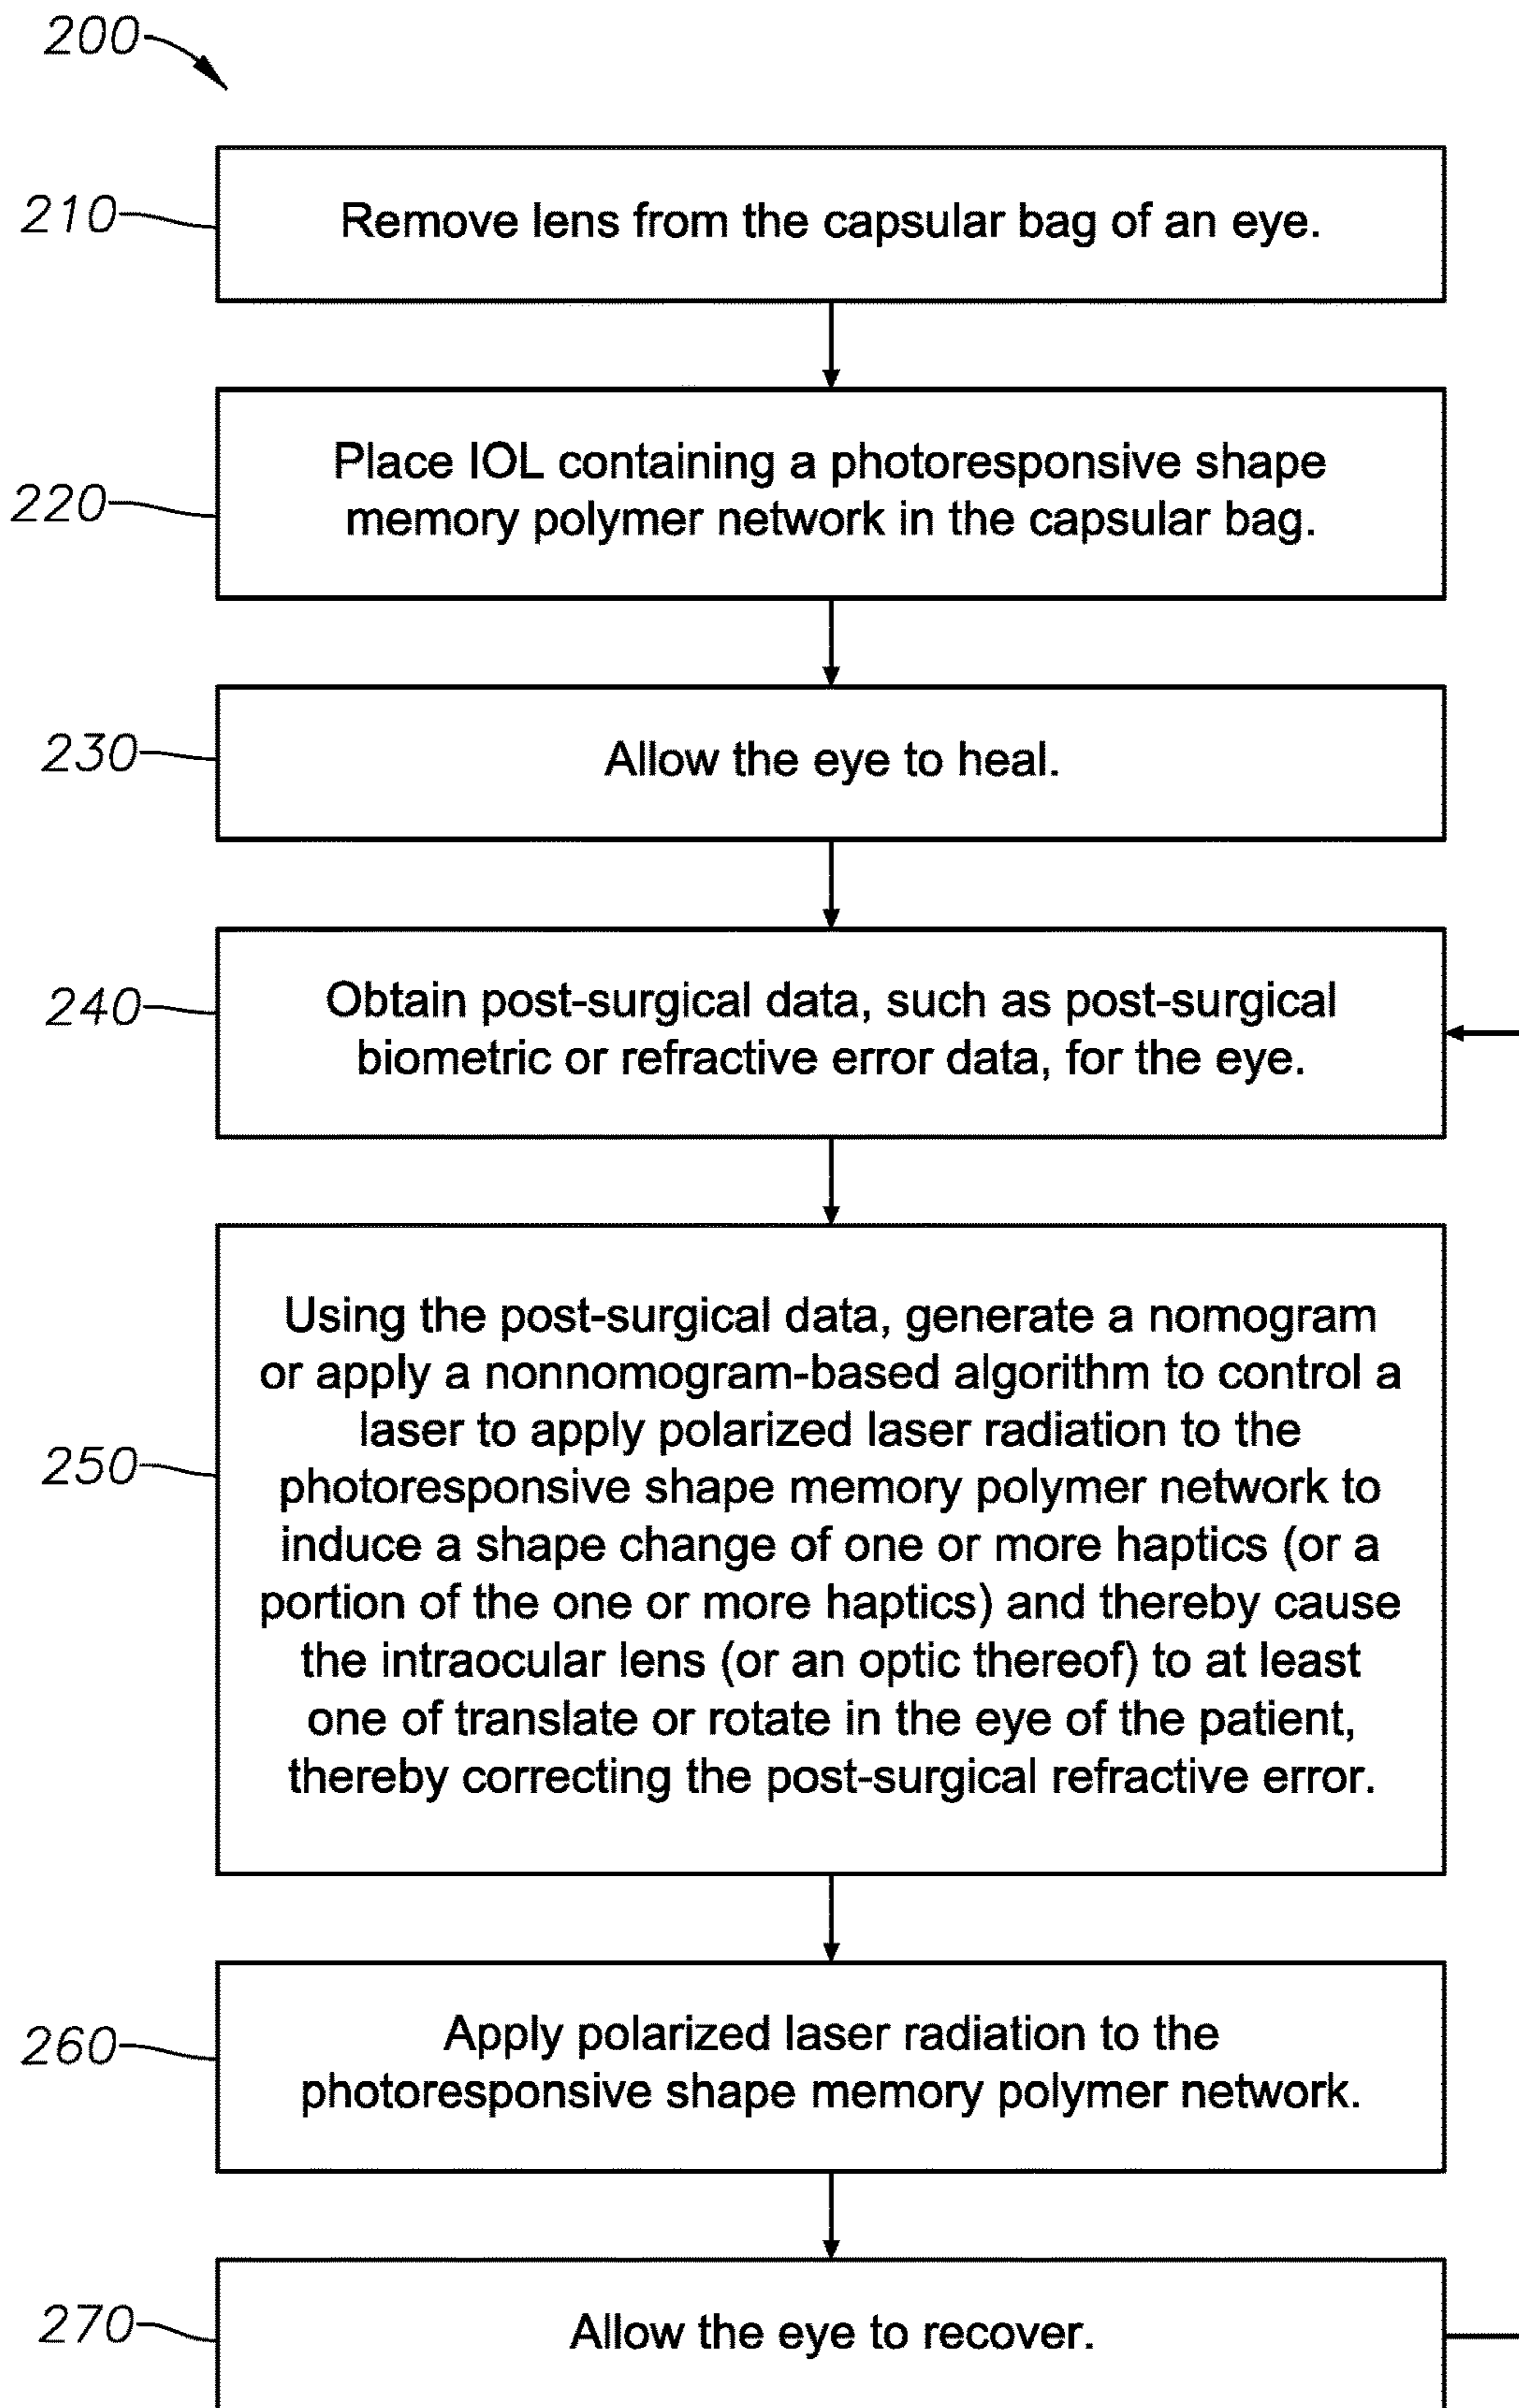 200
210
Remove lens from the capsular bag of an eye.
220
Place IOL containing a photoresponsive shape
memory polymer network in the capsular bag.
230
Allow the eye to heal.
240
Obtain post-surgical data, such as post-surgical
biometric or refractive error data, for the eye.
250
Using the post-surgical data, generate a nomogram
or apply a nonnomogram-based algorithm to control a
laser to apply polarized laser radiation to the
photoresponsive shape memory polymer network to
induce a shape change of one or more haptics (or a
portion of the one or more haptics) and thereby cause
the intraocular lens (or an optic thereof) to at least
one of translate or rotate in the eye of the patient,
thereby correcting the post-surgical refractive error.
260
Apply polarized laser radiation to the
photoresponsive shape memory polymer network.
270
Allow the eye to recover.